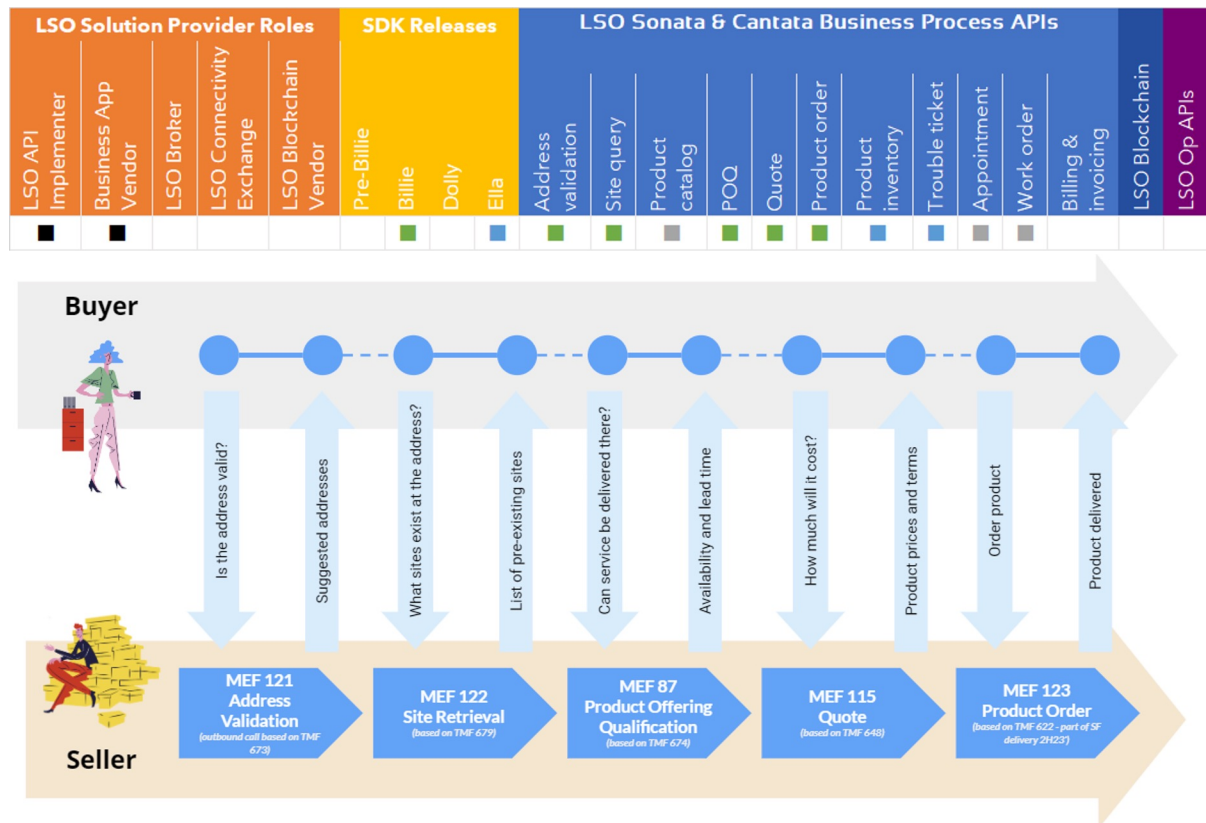 LSO Solution Provider Roles
SDK Releases
LSO Sonata & Cantata Business Process APIs
LSO API
Implementer
Business App
Vendor
LSO Broker
LSO Connectivity
Exchange
LSO Blockchain
Vendor
Pre-Billie
Billie
Dolly
Ella
Address
validation
Site query
Product
catalog
POQ
Quote
Product order
Product
inventory
Trouble ticket
Appointment
Work order
Billing &
invoicing
LSO Blockchain
LSO Op APIs
Buyer
Is the address valid?
Suggested addresses
What sites exist at the address?
List of pre-existing sites
Can service be delivered there?
Availability and lead time
How much will it cost?
Product prices and terms
Order product
Product delivered
MEF 121
Address
Validation
(outbound call based on TMF
673)
MEF 122
Site Retrieval
(based on TMF 679)
MEF 87
Product Offering
Qualification
(based on TMF 674)
MEF 115
Quote
(based on TMF 648)
MEF 123
Product Order
(based on TMF 622 - part of SF
delivery 2H23')
Seller